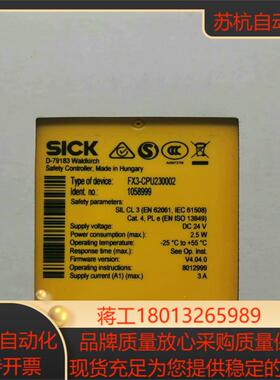 苏杭自动
SICK
D-79183 Waldkirch
Safety Controller, Made in Hungary
Type of device: FX3-CPU230002
Ident. no.: 1058999
Safety parameters:
SIL CL 3 (EN 62061, IEC 61508)
Cat. 4, PL e (EN ISO 13849)
Supply voltage: DC 24 V
Power consumption (max.): 2.5 W
Operating temperature: -25 °C to +55 °C
Response time (max.): See Op. Inst.
Firmware version: V4.04.0
Operating instructions: 8012999
Supply current (A1) (max.): 3 A
蒋工18013265989
自动化
品牌质量放心采购质量保
开票
现货充足为您提供定期回